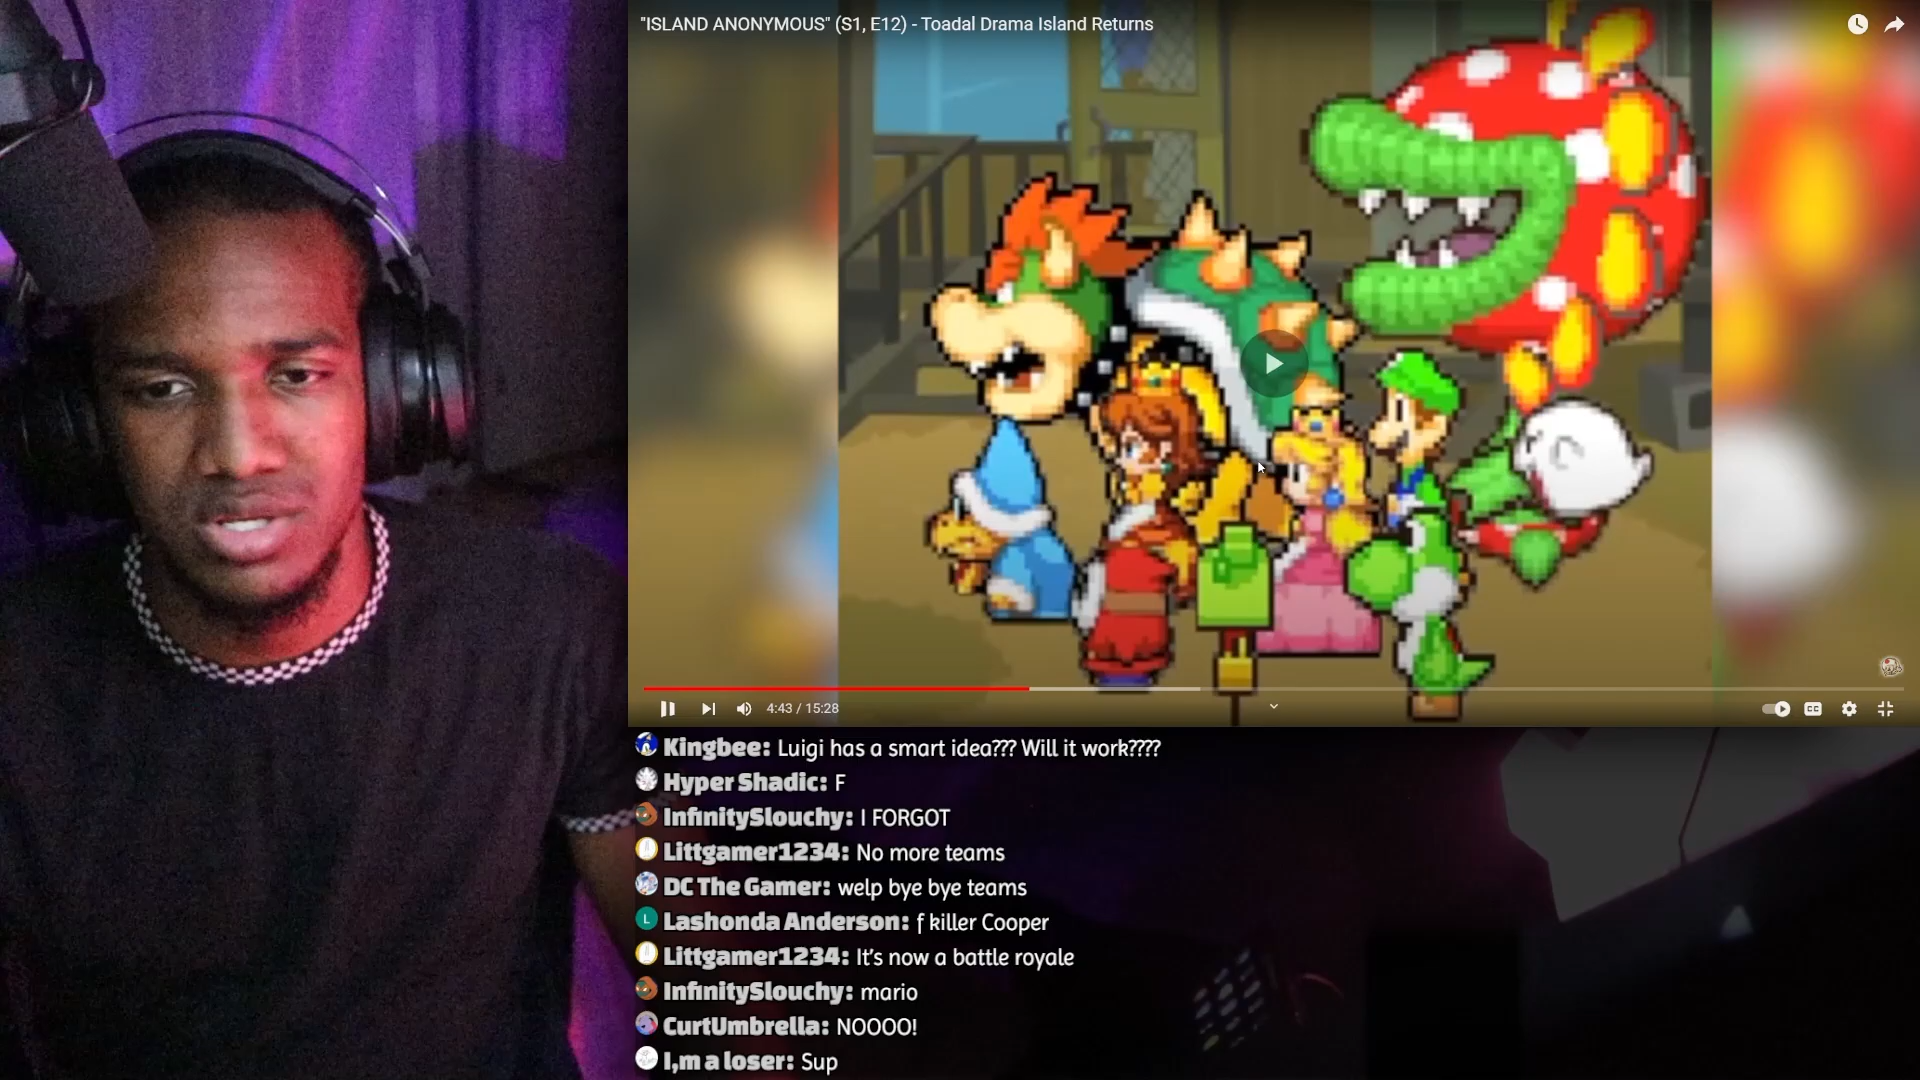 "ISLAND ANONYMOUS" (S1, E12) - Toadal Drama Island Returns
4:43 / 15:28
CC
Kingbee: Luigi has a smart idea??? Will it work????
Hyper Shadic: F
InfinitySlouchy: I FORGOT
Littgamer1234: No more teams
DC The Gamer: welp bye bye teams
L Lashonda Anderson: f killer Cooper
Littgamer1234: It's now a battle royale
InfinitySlouchy: mario
CurtUmbrella: NOOOO!
I,m a loser: Sup